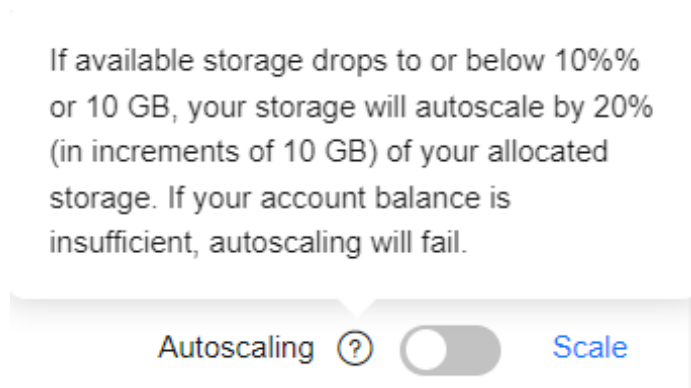 If available storage drops to or below 10%%
or 10 GB, your storage will autoscale by 20%
(in increments of 10 GB) of your allocated
storage. If your account balance is
insufficient, autoscaling will fail.
Autoscaling ? Scale